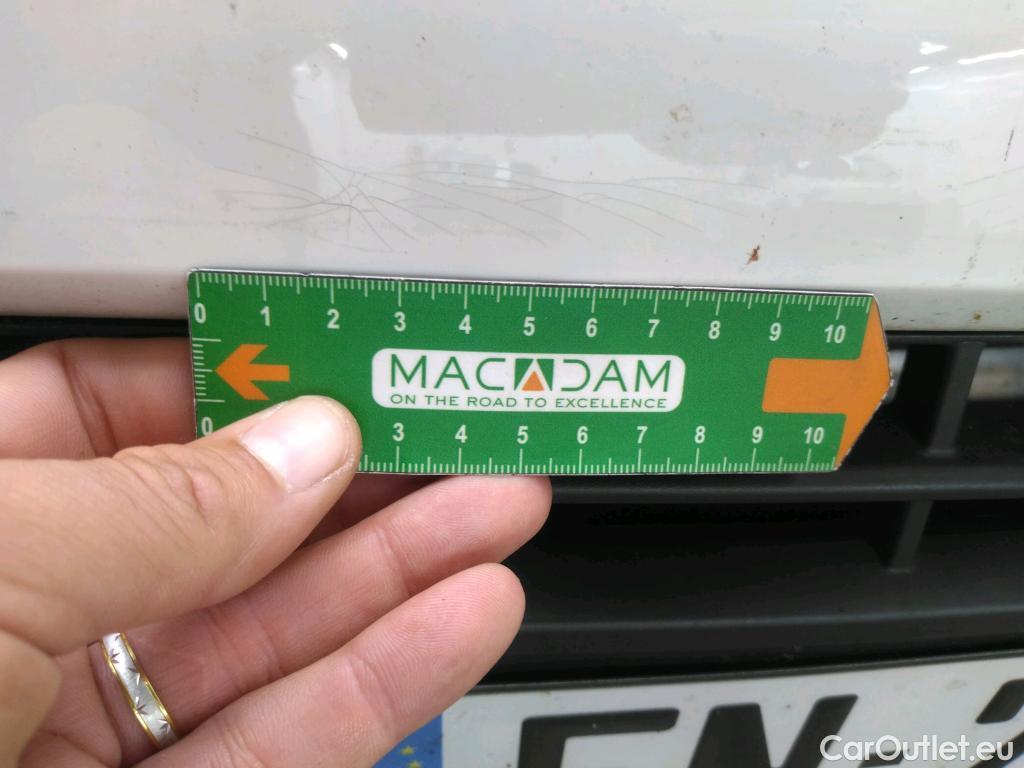 0 1 2 3 4 5 6 7 8 9 10
MACADAM
ON THE ROAD TO EXCELLENCE
0 3 4 5 6 7 8 9 10
CarOutlet.eu